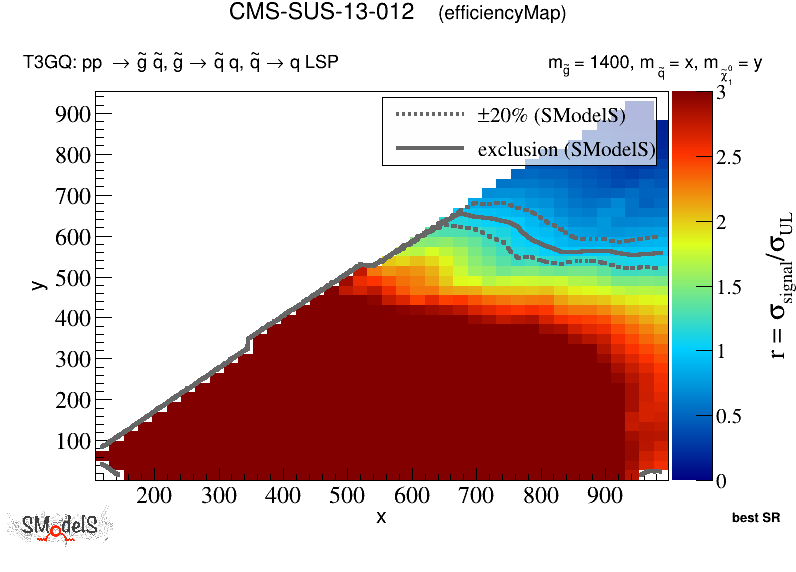 CMS-SUS-13-012 (efficiencyMap)
T3GQ: pp → g̃ q̃, g̃ → q̃ q, q̃ → q LSP
m_g̃ = 1400, m_q̃ = x, m_χ̃₁⁰ = y
±20% (SModelS)
exclusion (SModelS)
900
800
700
600
500
400
300
200
100
y
200 300 400 500 600 700 800 900
x
3
2.5
2
1.5
1
0.5
0
r = σ_signal/σ_UL
best SR
SModelS